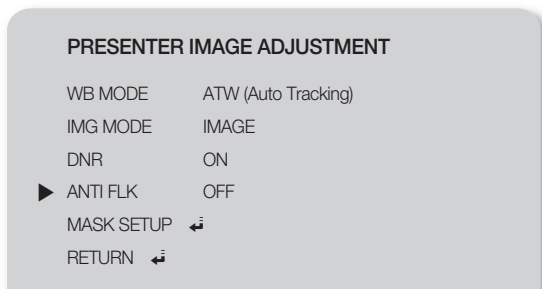 PRESENTER IMAGE ADJUSTMENT
WB MODE ATW (Auto Tracking)
IMG MODE IMAGE
DNR ON
ANTI FLK OFF
MASK SETUP
RETURN